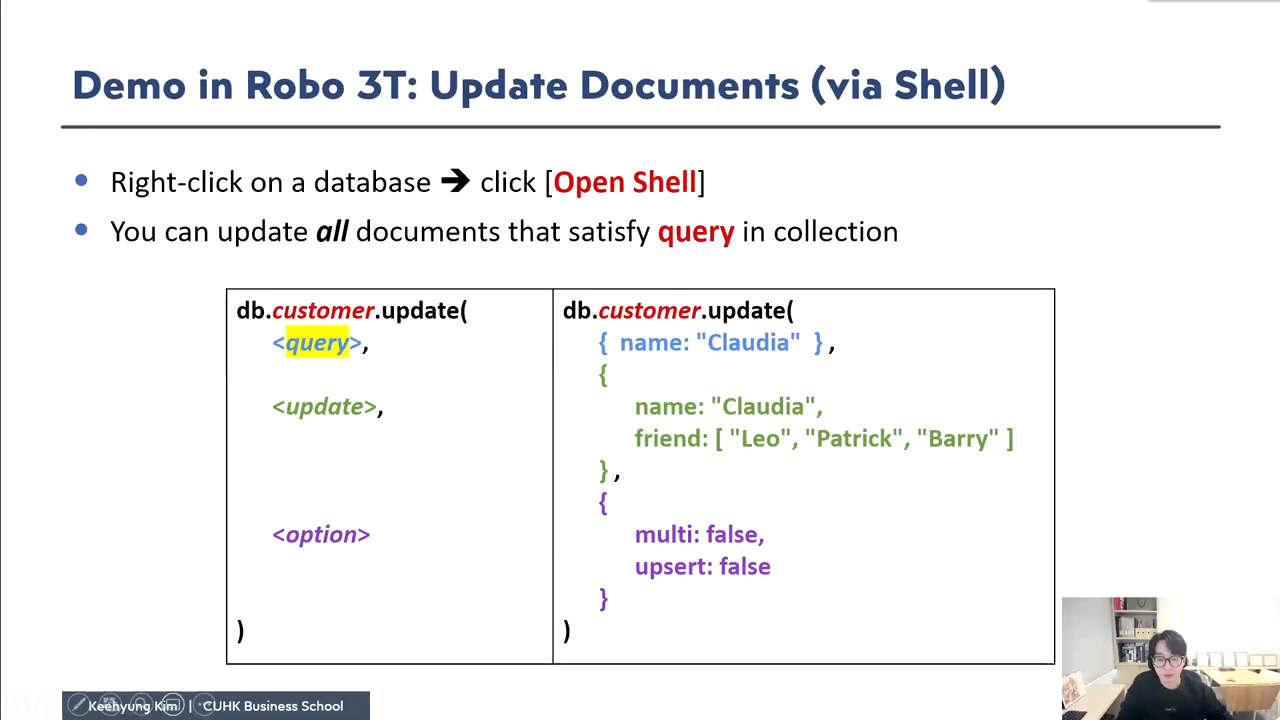 Demo in Robo 3T: Update Documents (via Shell)
Right-click on a database ➔ click [Open Shell]
You can update all documents that satisfy query in collection
db.customer.update(
<query>,
<update>,
<option>
)
db.customer.update(
{ name: "Claudia" } ,
{
name: "Claudia",
friend: [ "Leo", "Patrick", "Barry" ]
} ,
{
multi: false,
upsert: false
}
)
Keehyung Kim | CUHK Business School